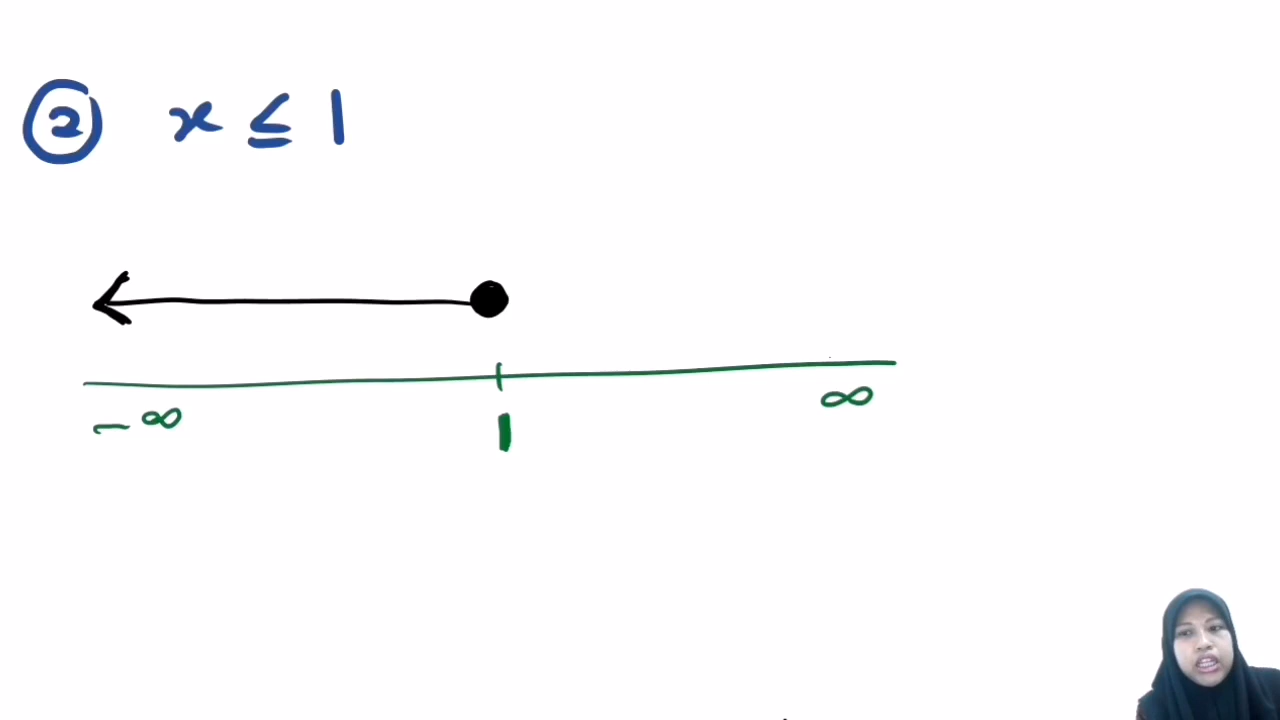 ② x ≤ 1
-∞ 1 ∞